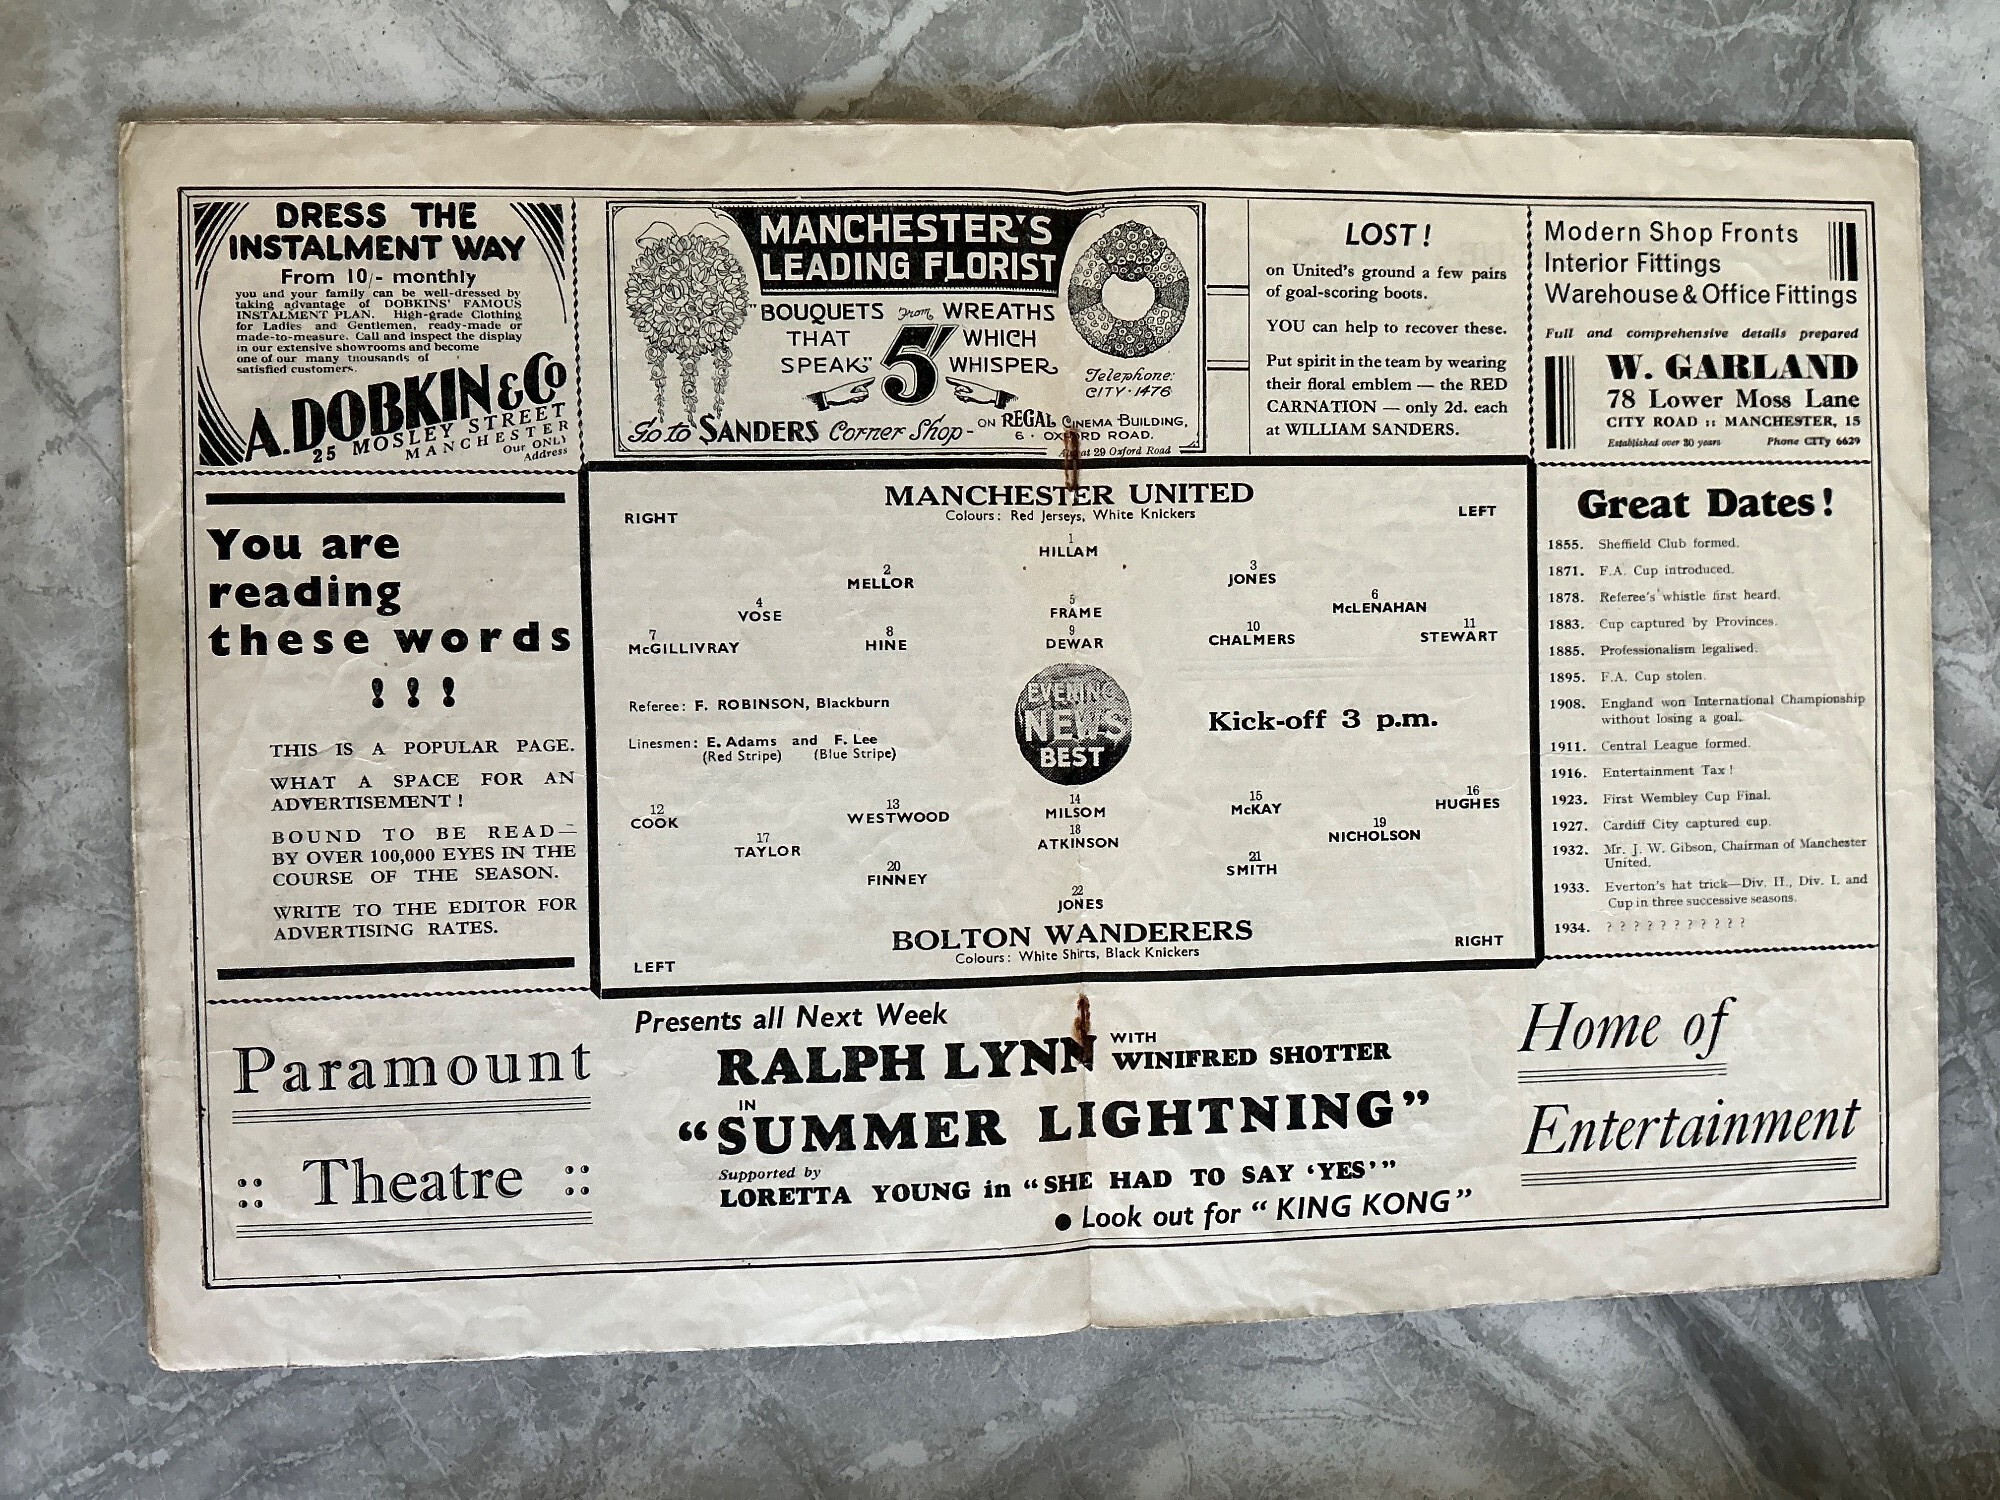 DRESS THE
INSTALMENT WAY
From 10/- monthly
you and your family can be well-dressed by
taking advantage of DOBKINS' FAMOUS
INSTALMENT PLAN. High-grade Clothing
for Ladies and Gentlemen, ready-made or
made-to-measure. Call and inspect the display
in our extensive showrooms and become
one of our many thousands of
satisfied customers.
A. DOBKIN & Co
25 MOSLEY STREET
MANCHESTER
Our ONLY
Address
MANCHESTER'S
LEADING FLORIST
"BOUQUETS from WREATHS
THAT 5' WHICH
SPEAK" WHISPER
Telephone:
CITY · 1476
Go to SANDERS Corner Shop - ON REGAL CINEMA BUILDING,
6 · OXFORD ROAD.
at 29 Oxford Road
LOST!
on United's ground a few pairs
of goal-scoring boots.
YOU can help to recover these.
Put spirit in the team by wearing
their floral emblem — the RED
CARNATION — only 2d. each
at WILLIAM SANDERS.
Modern Shop Fronts
Interior Fittings
Warehouse & Office Fittings
Full and comprehensive details prepared
W. GARLAND
78 Lower Moss Lane
CITY ROAD :: MANCHESTER, 15
Established over 30 years Phone CITy 6629
You are
reading
these words
! ! !
THIS IS A POPULAR PAGE.
WHAT A SPACE FOR AN
ADVERTISEMENT !
BOUND TO BE READ—
BY OVER 100,000 EYES IN THE
COURSE OF THE SEASON.
WRITE TO THE EDITOR FOR
ADVERTISING RATES.
MANCHESTER UNITED
Colours: Red Jerseys, White Knickers
RIGHT LEFT
1
HILLAM
2 3
MELLOR JONES
4 5 6
VOSE FRAME McLENAHAN
7 8 9 10 11
McGILLIVRAY HINE DEWAR CHALMERS STEWART
Referee: F. ROBINSON, Blackburn
Linesmen: E. Adams and F. Lee
(Red Stripe) (Blue Stripe)
EVENING
NEWS
BEST
Kick-off 3 p.m.
12 13 14 15 16
COOK WESTWOOD MILSOM McKAY HUGHES
17 18 19
TAYLOR ATKINSON NICHOLSON
20 21
FINNEY SMITH
22
JONES
BOLTON WANDERERS
Colours: White Shirts, Black Knickers
LEFT RIGHT
Great Dates!
1855. Sheffield Club formed.
1871. F.A. Cup introduced.
1878. Referee's whistle first heard.
1883. Cup captured by Provinces.
1885. Professionalism legalised.
1895. F.A. Cup stolen.
1908. England won International Championship
without losing a goal.
1911. Central League formed.
1916. Entertainment Tax !
1923. First Wembley Cup Final.
1927. Cardiff City captured cup.
1932. Mr. J. W. Gibson, Chairman of Manchester
United.
1933. Everton's hat trick—Div. II., Div. I. and
Cup in three successive seasons.
1934. ? ? ? ? ? ? ? ? ? ? ?
Paramount
:: Theatre ::
Presents all Next Week
RALPH LYNN WITH WINIFRED SHOTTER
IN
"SUMMER LIGHTNING"
Supported by
LORETTA YOUNG in "SHE HAD TO SAY 'YES'"
● Look out for "KING KONG"
Home of
Entertainment